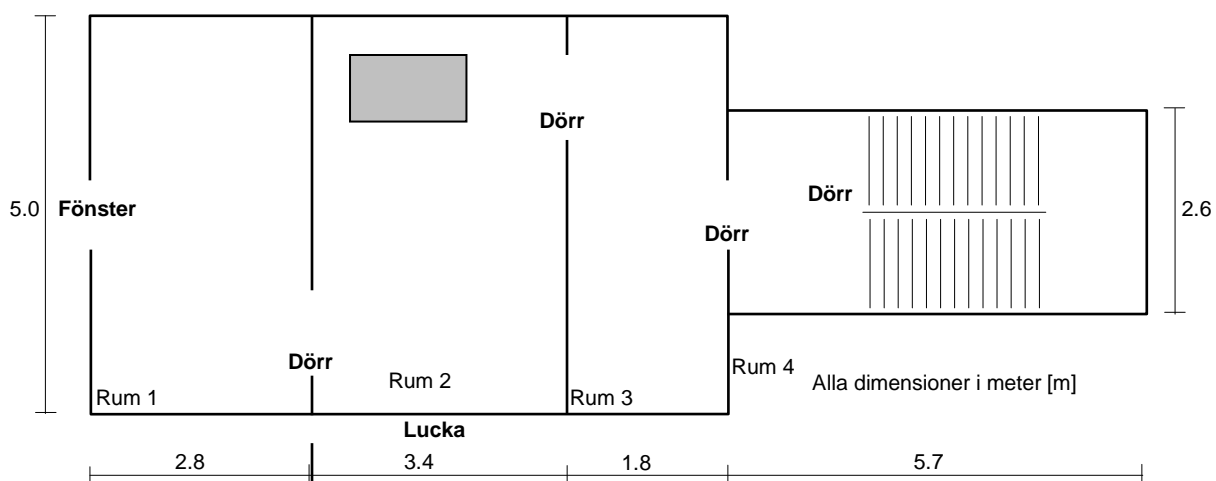 Dörr
Dörr
5.0
Fönster
2.6
Dörr
Dörr
Rum 1
Rum 2
Rum 3
Rum 4
Alla dimensioner i meter [m]
Lucka
2.8
3.4
1.8
5.7